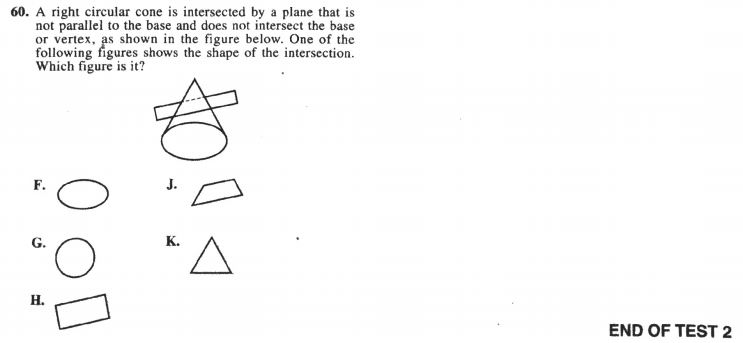 60. A right circular cone is intersected by a plane that is
not parallel to the base and does not intersect the base
or vertex, as shown in the figure below. One of the
following figures shows the shape of the intersection.
Which figure is it?
F.
J.
G.
K.
H.
END OF TEST 2